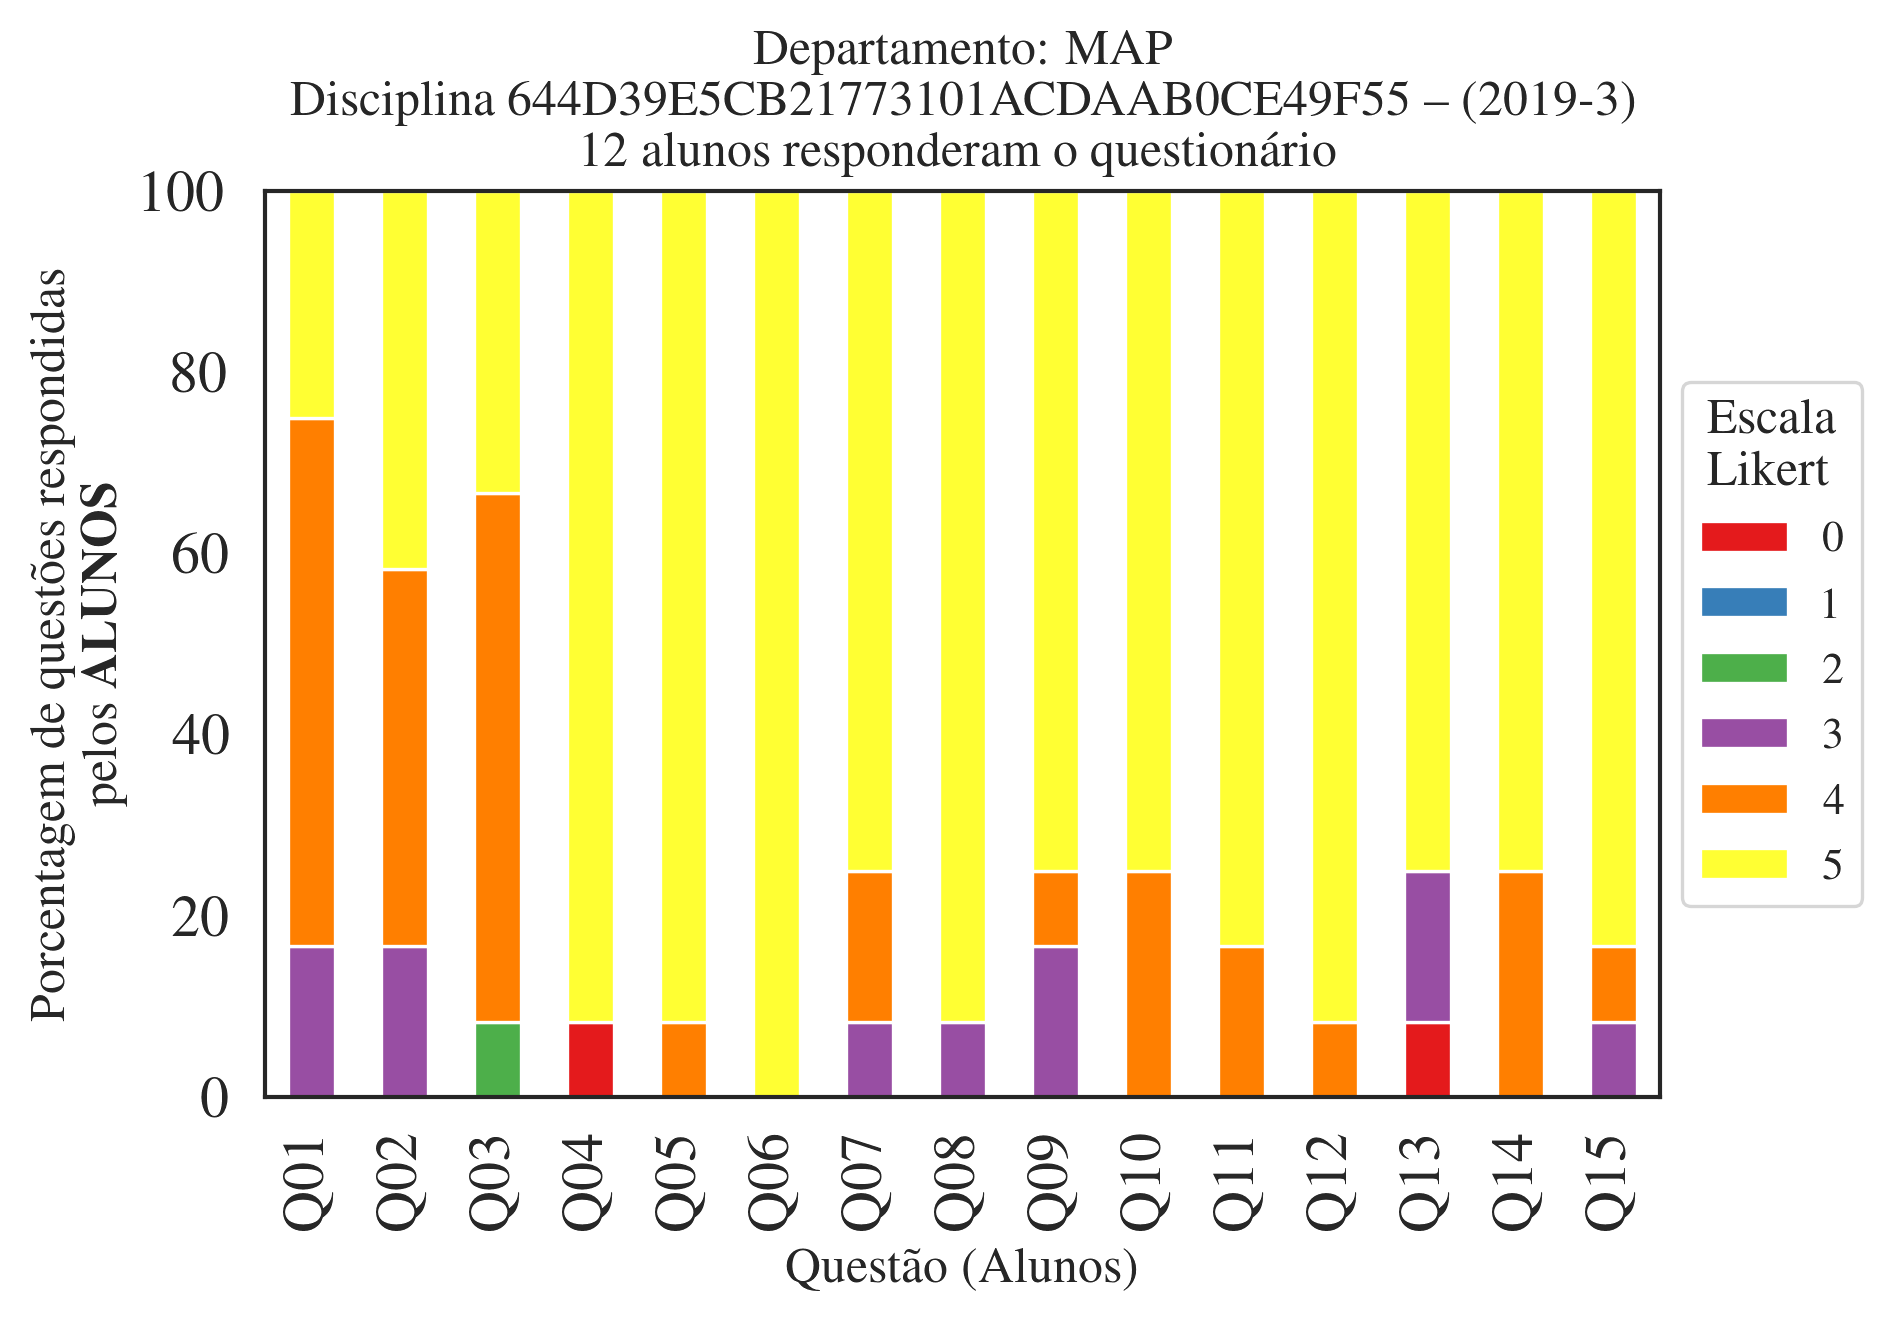 Departamento: MAP
Disciplina 644D39E5CB21773101ACDAAB0CE49F55 – (2019-3)
12 alunos responderam o questionário
Porcentagem de questões respondidas
pelos ALUNOS
100
80
60
40
20
0
Q01 Q02 Q03 Q04 Q05 Q06 Q07 Q08 Q09 Q10 Q11 Q12 Q13 Q14 Q15
Questão (Alunos)
Escala
Likert
0
1
2
3
4
5